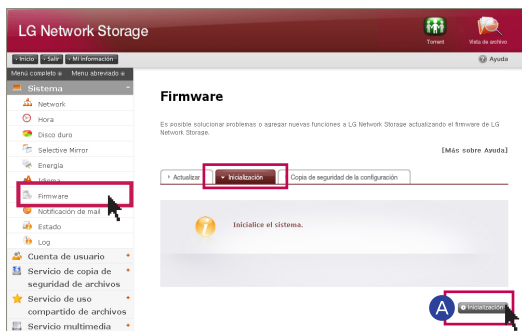 LG Network Storage
Torrent
Vista de archivo
Inicio Salir Mi información
Ayuda
Menú completo Menu abreviado
Sistema
Network
Hora
Disco duro
Selective Mirror
Energía
Idioma
Firmware
Notificación de mail
Estado
Log
Cuenta de usuario
Servicio de copia de
seguridad de archivos
Servicio de uso
compartido de archivos
Servicio multimedia
Firmware
Es posible solucionar problemas o agregar nuevas funciones a LG Network Storage actualizando el firmware de LG
Network Storage.
[Más sobre Ayuda]
Actualizar
Inicialización
Copia de seguridad de la configuración
Inicialice el sistema.
A
Inicialización